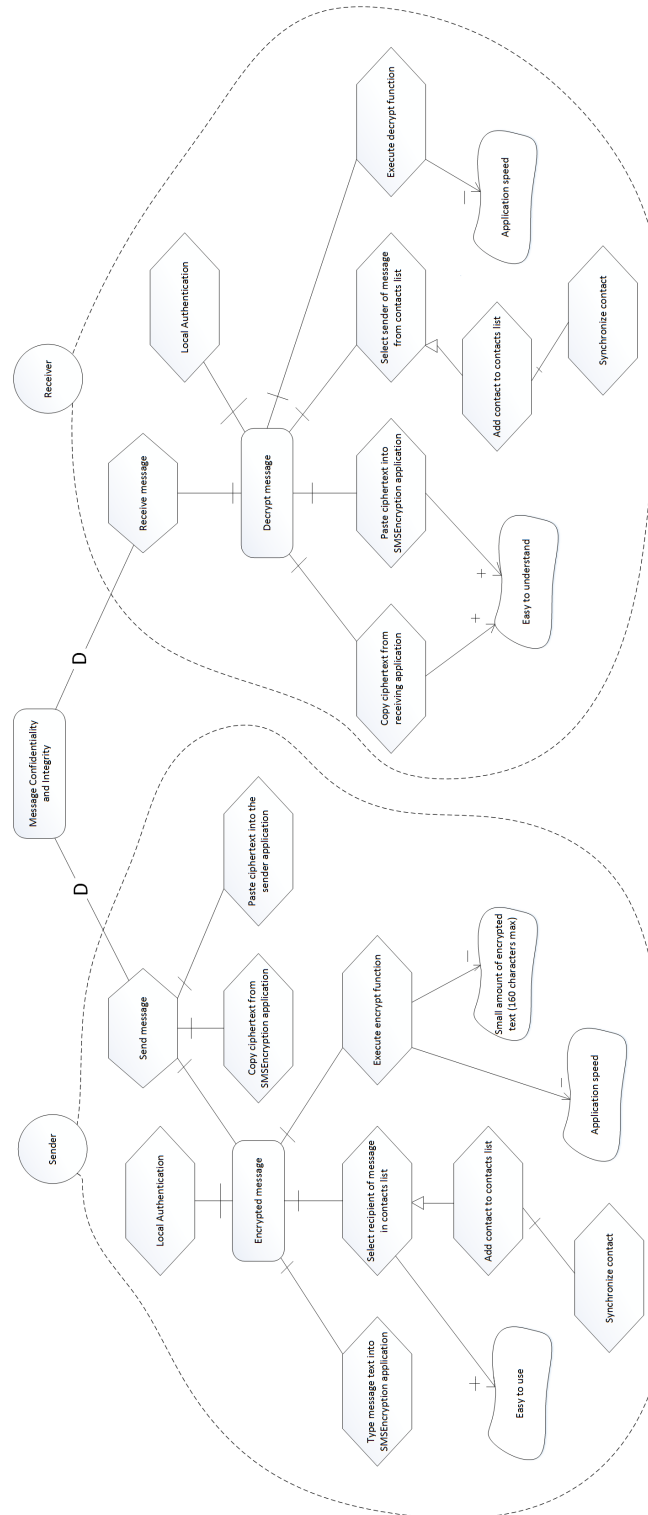 Sender
Message Confidentiality
and Integrity
Receiver
D
D
Send message
Receive message
Local Authentication
Copy ciphertext from
SMSEncryption application
Paste ciphertext into the
sender application
Encrypted message
Type message text into
SMSEncryption application
Select recipient of message
in contacts list
Execute encrypt function
+
−
−
Easy to use
Add contact to contacts list
Small amount of encrypted
text (160 characters max)
Application speed
Synchronize contact
Local Authentication
Decrypt message
Copy ciphertext from
receiving application
Paste ciphertext into
SMSEncryption application
Select sender of message
from contacts list
Execute decrypt function
+
+
−
Easy to understand
Add contact to contacts list
Application speed
Synchronize contact